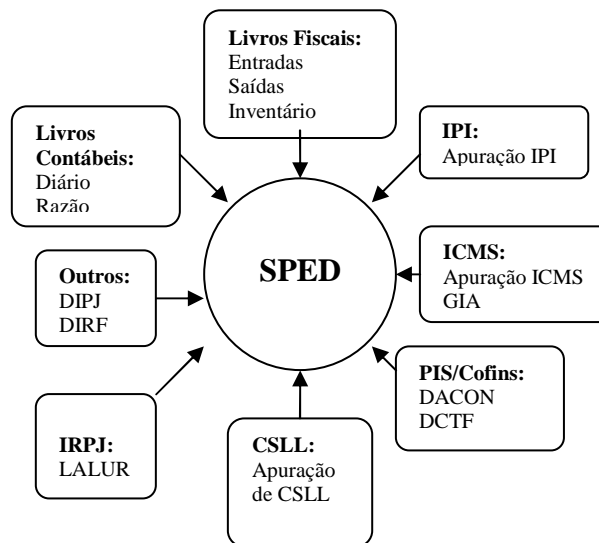 Livros Fiscais:
Entradas
Saídas
Inventário
IPI:
Apuração IPI
ICMS:
Apuração ICMS
GIA
PIS/Cofins:
DACON
DCTF
CSLL:
Apuração
de CSLL
IRPJ:
LALUR
Outros:
DIPJ
DIRF
Livros
Contábeis:
Diário
Razão
SPED